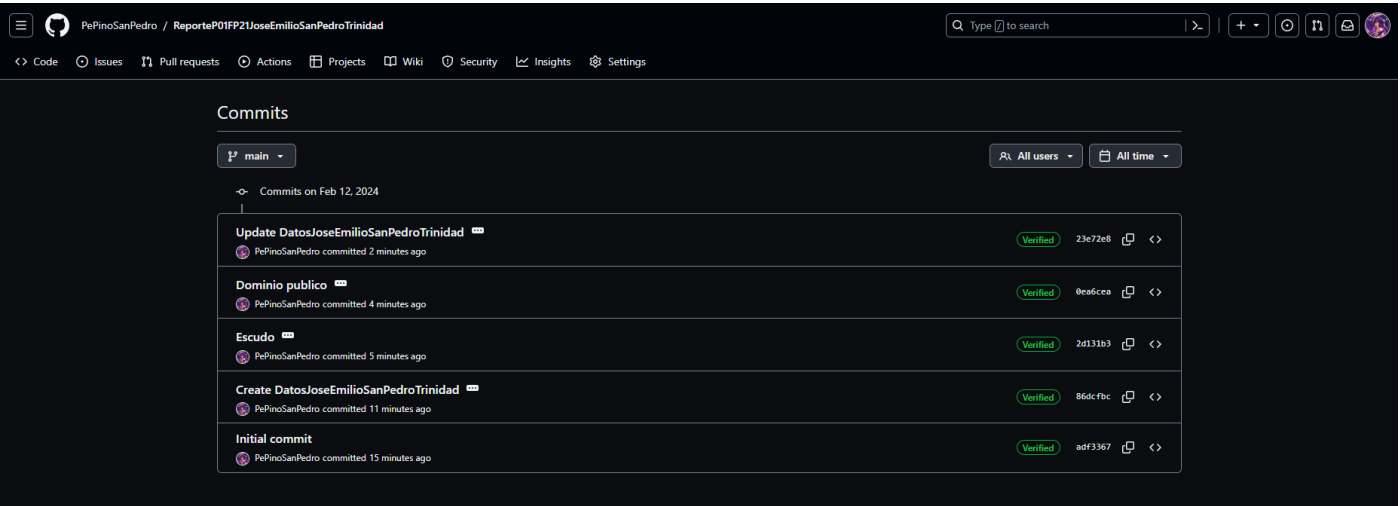 PePinoSanPedro / ReporteP01FP21JoseEmilioSanPedroTrinidad
Type / to search
Code Issues Pull requests Actions Projects Wiki Security Insights Settings
Commits
main All users All time
Commits on Feb 12, 2024
Update DatosJoseEmilioSanPedroTrinidad
PePinoSanPedro committed 2 minutes ago
Verified 23e72e8
Dominio publico
PePinoSanPedro committed 4 minutes ago
Verified 0ea6cea
Escudo
PePinoSanPedro committed 5 minutes ago
Verified 2d131b3
Create DatosJoseEmilioSanPedroTrinidad
PePinoSanPedro committed 11 minutes ago
Verified 86dcfbc
Initial commit
PePinoSanPedro committed 15 minutes ago
Verified adf3367